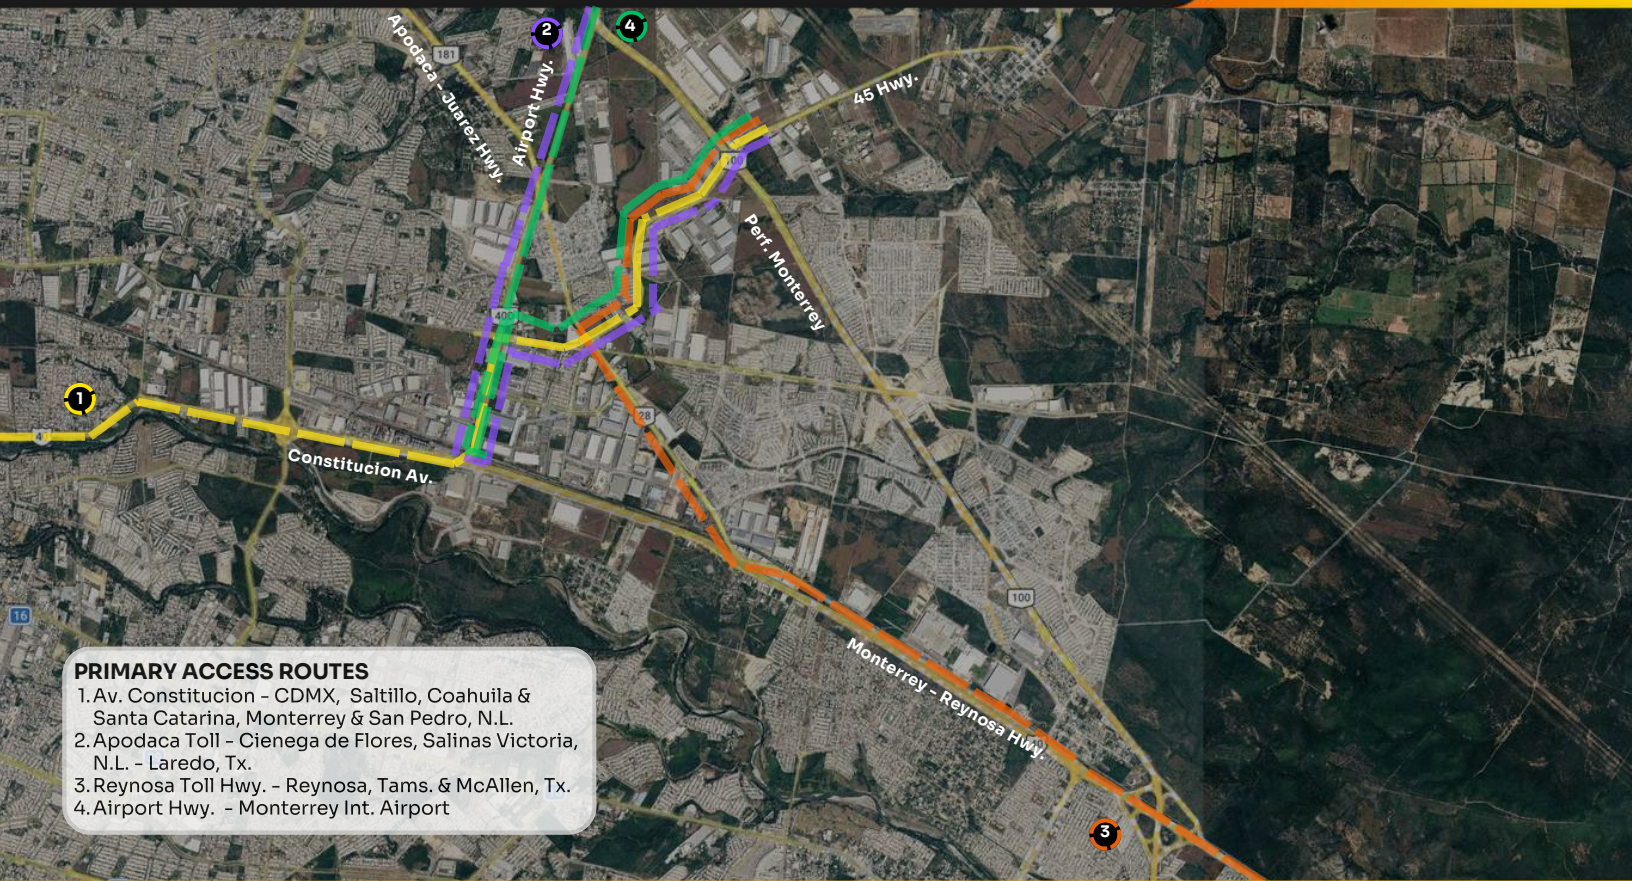 2
4
Apodaca - Juarez Hwy.
181
Airport Hwy.
45 Hwy.
Perf. Monterrey
400
1
28
Constitucion Av.
100
16
Monterrey - Reynosa Hwy.
3
PRIMARY ACCESS ROUTES
1. Av. Constitucion - CDMX, Saltillo, Coahuila &
Santa Catarina, Monterrey & San Pedro, N.L.
2. Apodaca Toll - Cienega de Flores, Salinas Victoria,
N.L. - Laredo, Tx.
3. Reynosa Toll Hwy. - Reynosa, Tams. & McAllen, Tx.
4. Airport Hwy. - Monterrey Int. Airport